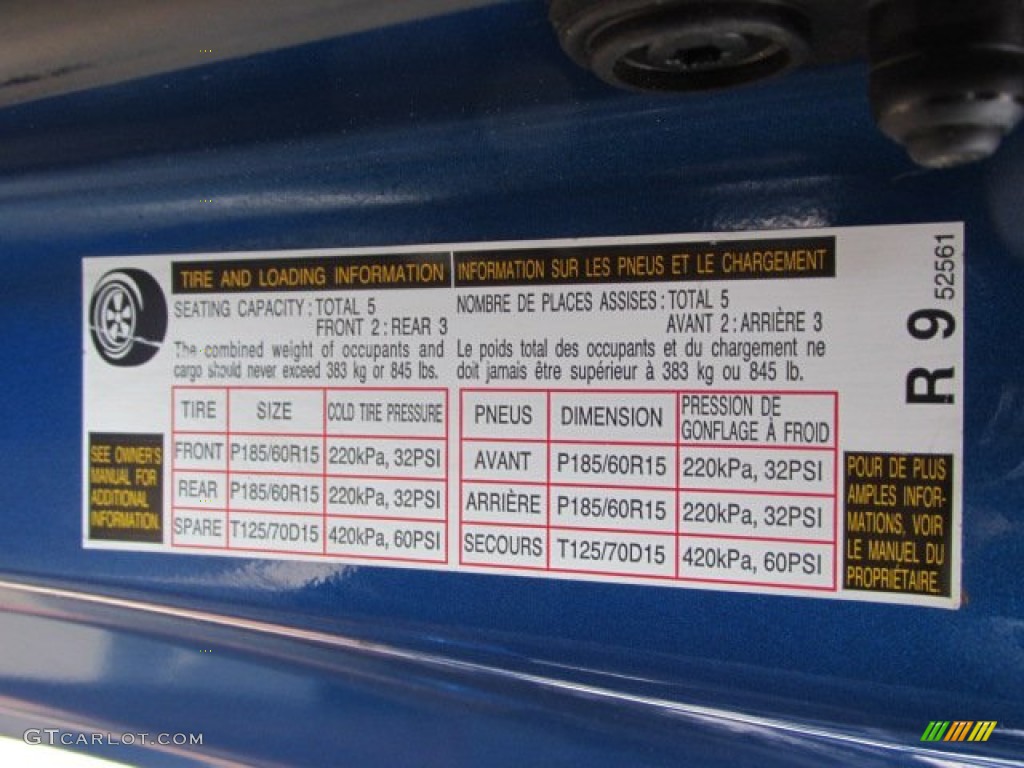 TIRE AND LOADING INFORMATION
SEATING CAPACITY : TOTAL 5
FRONT 2 : REAR 3
The combined weight of occupants and
cargo should never exceed 383 kg or 845 lbs.
TIRE SIZE COLD TIRE PRESSURE
FRONT P185/60R15 220kPa, 32PSI
REAR P185/60R15 220kPa, 32PSI
SPARE T125/70D15 420kPa, 60PSI
SEE OWNER'S
MANUAL FOR
ADDITIONAL
INFORMATION.
INFORMATION SUR LES PNEUS ET LE CHARGEMENT
NOMBRE DE PLACES ASSISES : TOTAL 5
AVANT 2 : ARRIÈRE 3
Le poids total des occupants et du chargement ne
doit jamais être supérieur à 383 kg ou 845 lb.
PNEUS DIMENSION PRESSION DE
GONFLAGE À FROID
AVANT P185/60R15 220kPa, 32PSI
ARRIÈRE P185/60R15 220kPa, 32PSI
SECOURS T125/70D15 420kPa, 60PSI
POUR DE PLUS
AMPLES INFOR-
MATIONS, VOIR
LE MANUEL DU
PROPRIÉTAIRE.
R 9 52561
GTCARLOT.COM